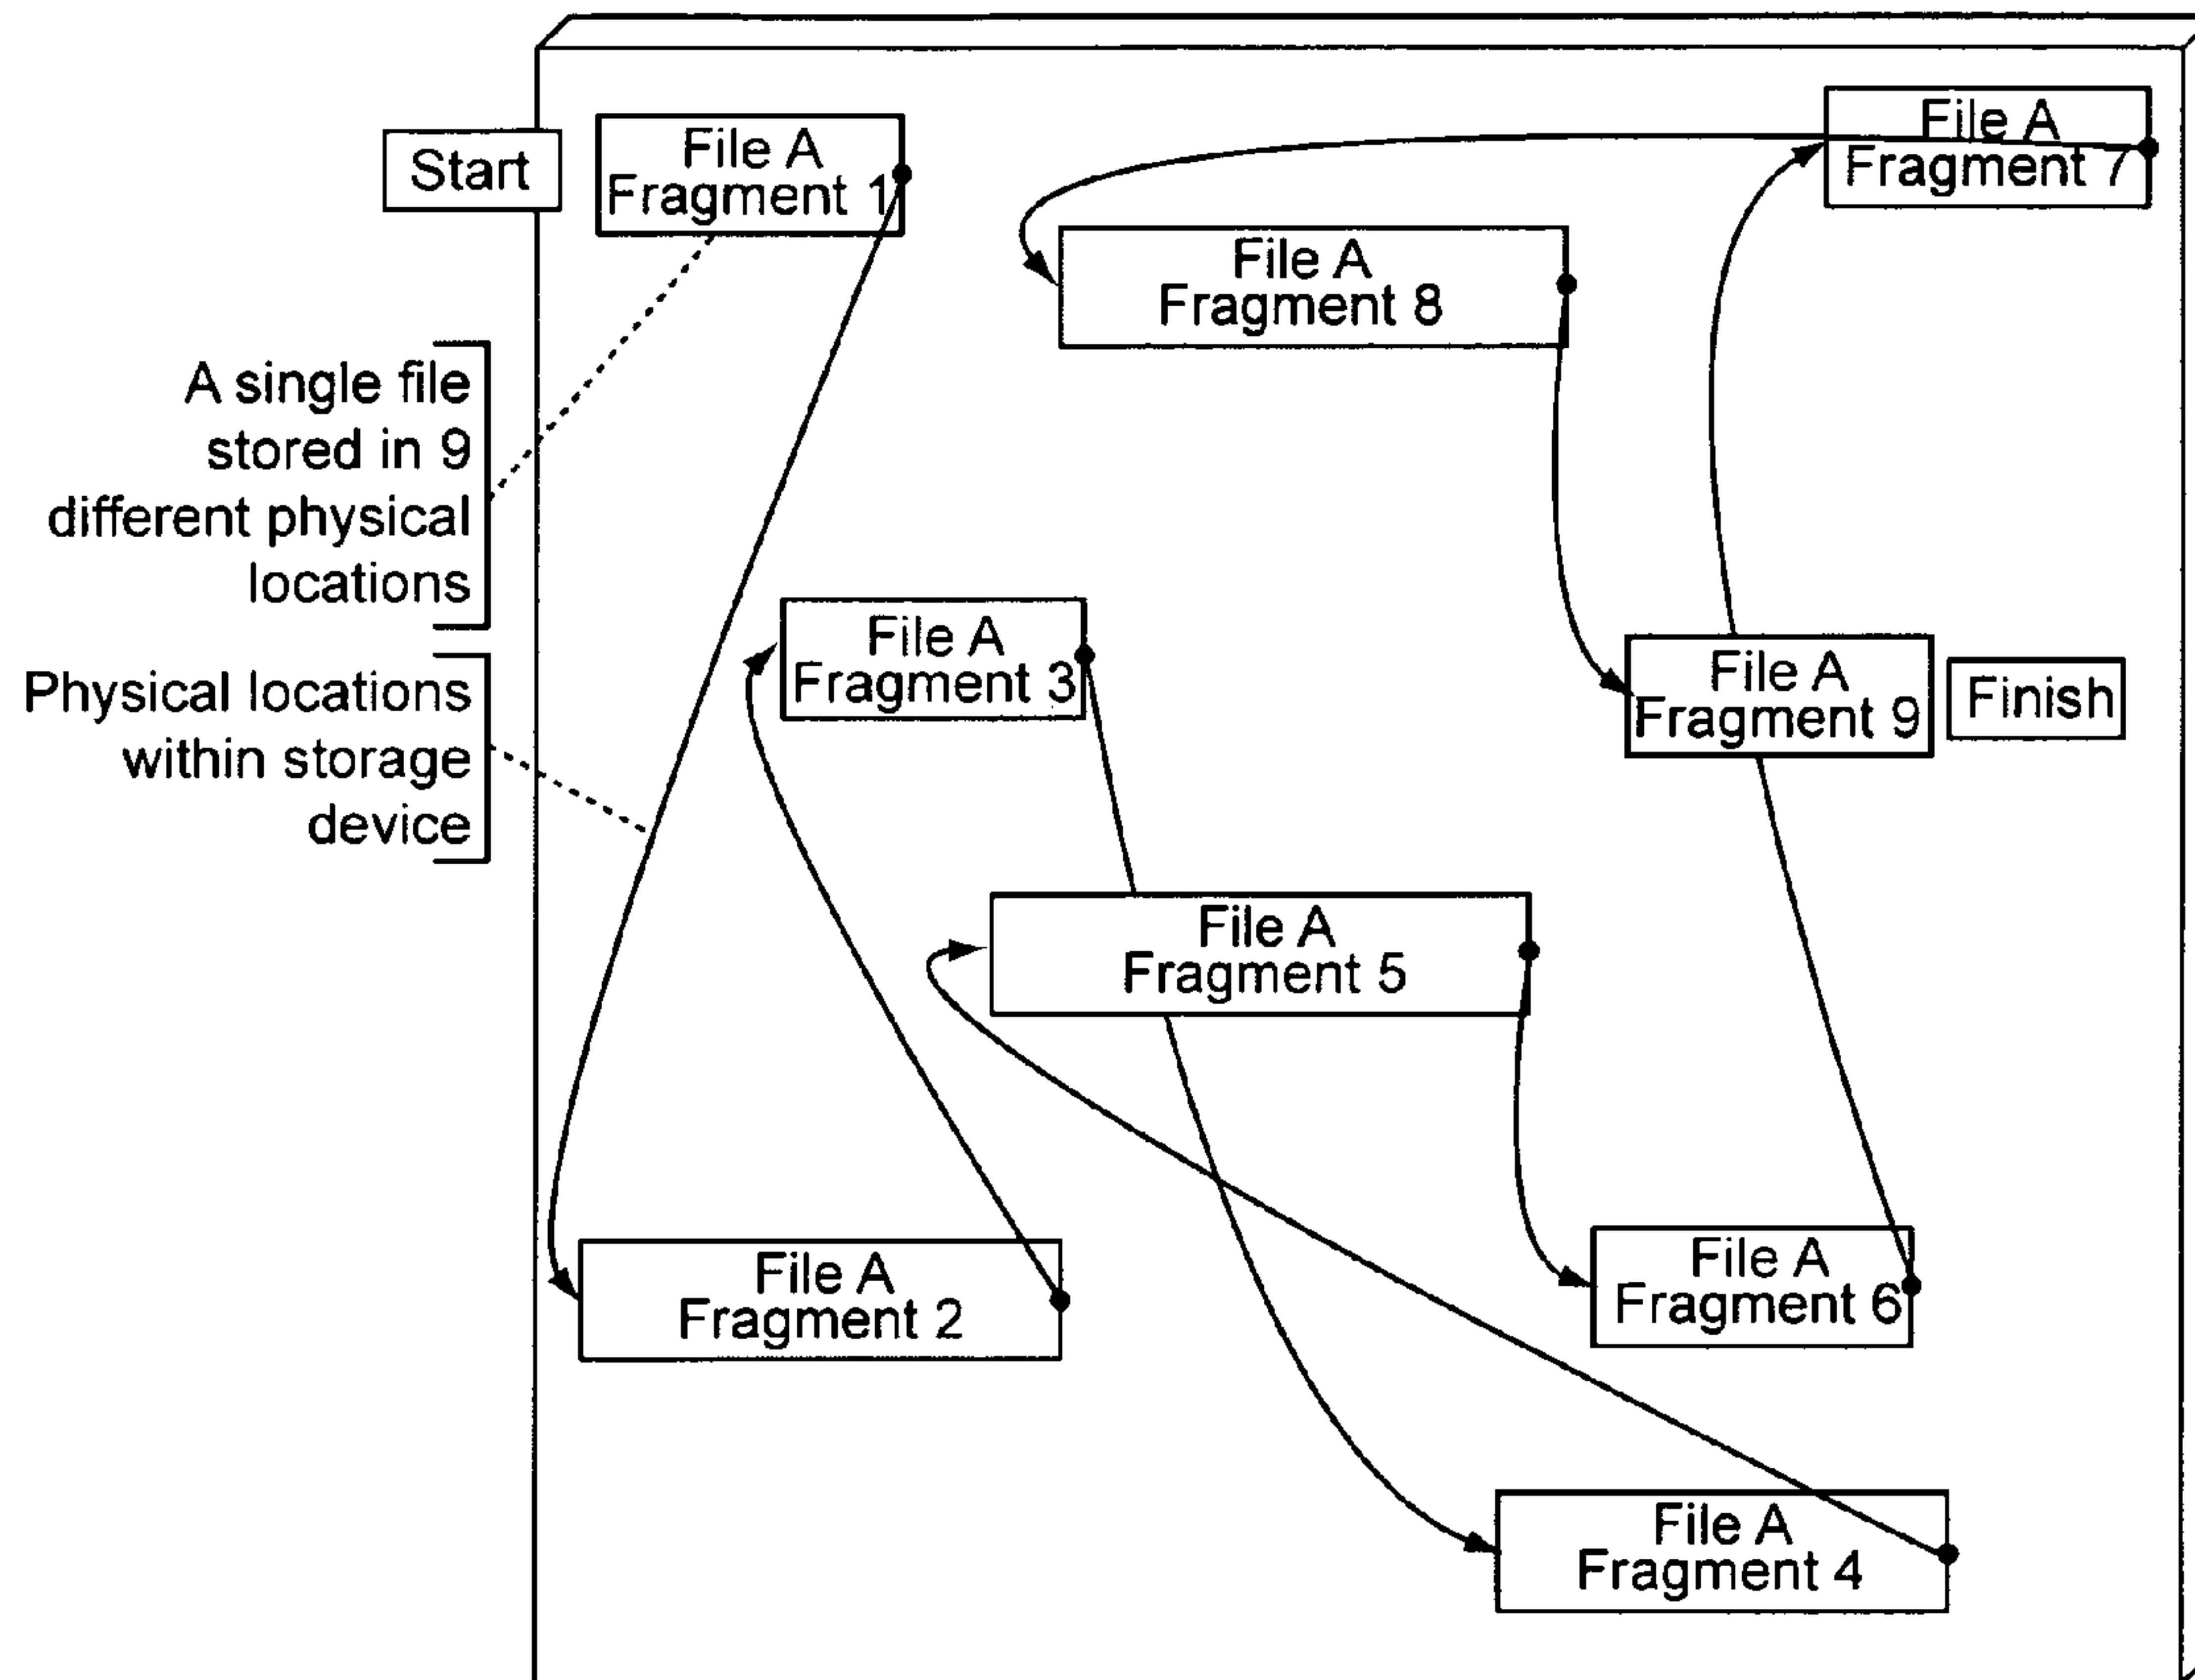 Start
File A
Fragment 1
File A
Fragment 7
File A
Fragment 8
A single file
stored in 9
different physical
locations
File A
Fragment 3
File A
Fragment 9
Finish
Physical locations
within storage
device
File A
Fragment 5
File A
Fragment 2
File A
Fragment 6
File A
Fragment 4